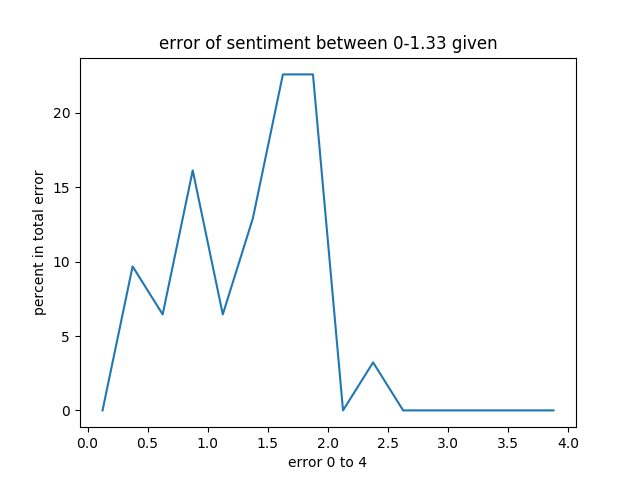 error of sentiment between 0-1.33 given
percent in total error
20
15
10
5
0
0.0 0.5 1.0 1.5 2.0 2.5 3.0 3.5 4.0
error 0 to 4